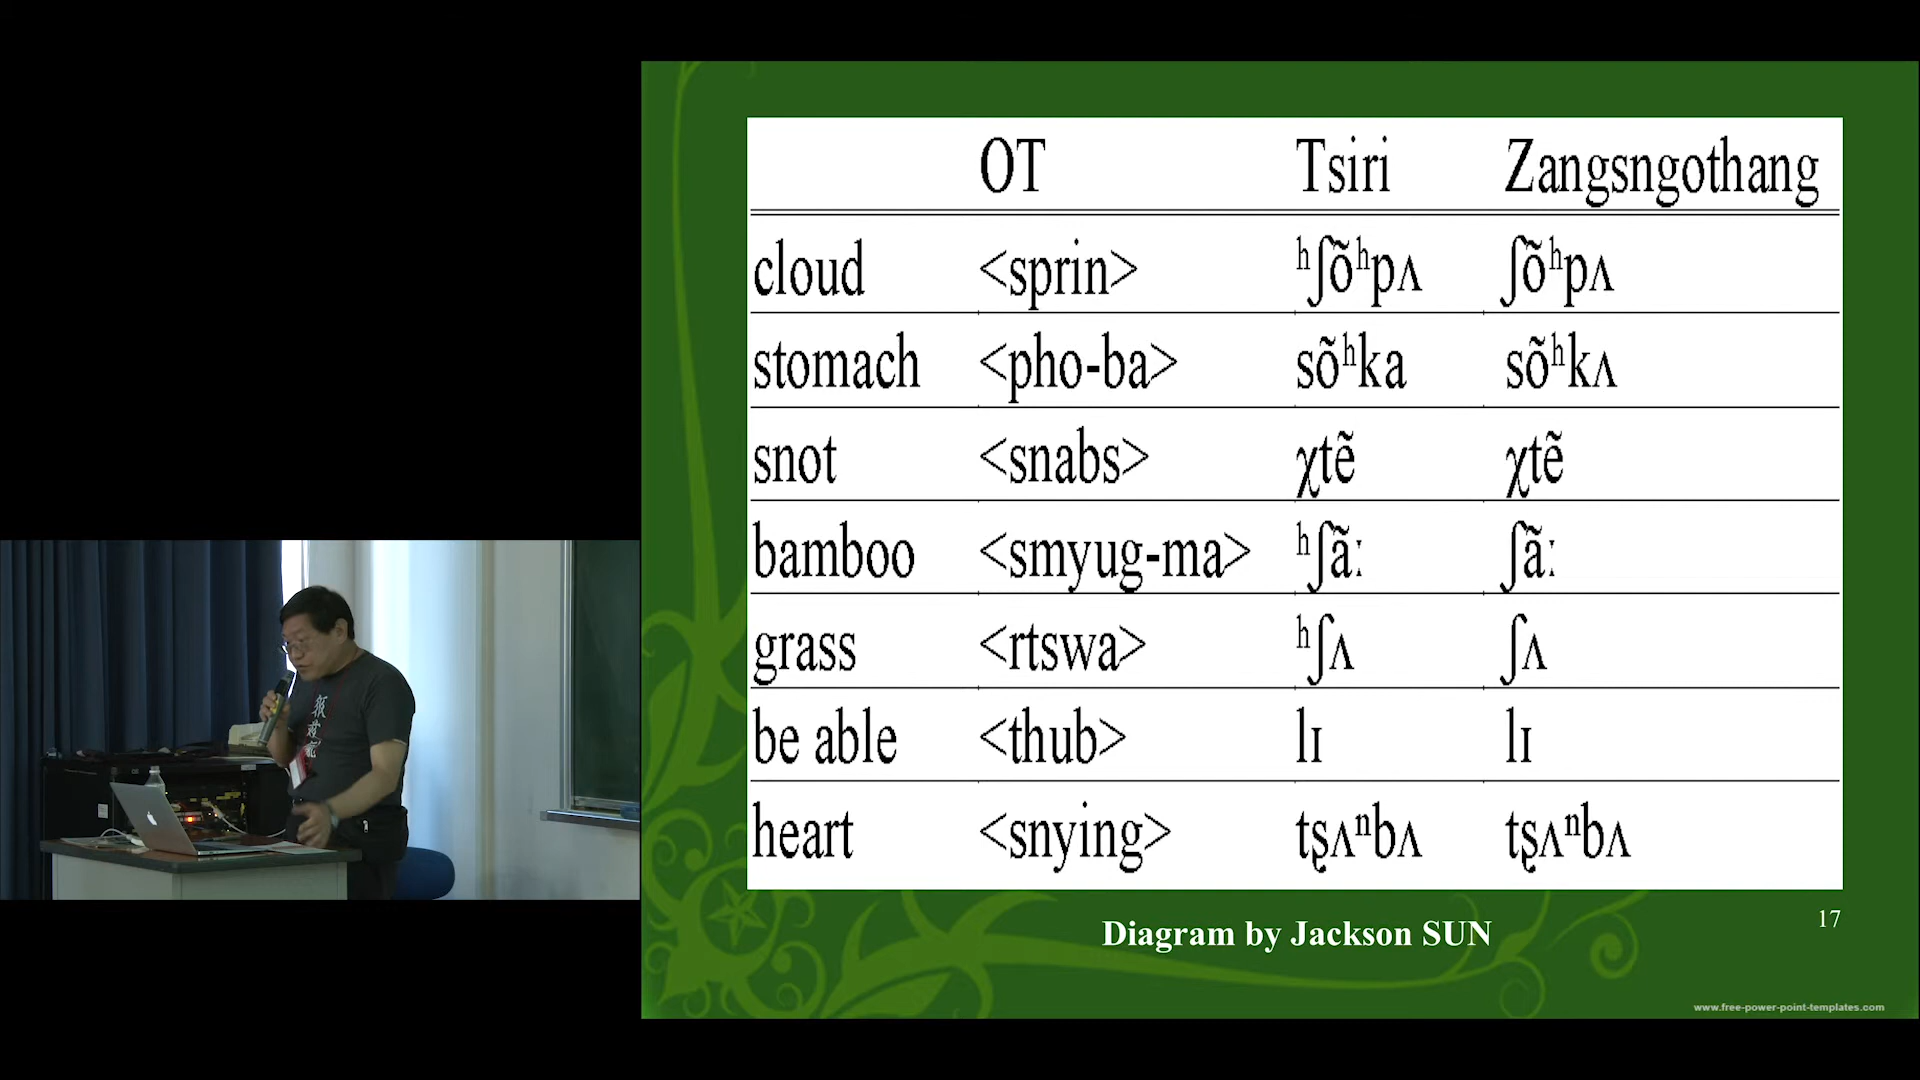 OT Tsiri Zangsngothang
cloud <sprin> ʰʃõʰpʌ ʃõʰpʌ
stomach <pho-ba> sõʰka sõʰkʌ
snot <snabs> χtẽ χtẽ
bamboo <smyug-ma> ʰʃãː ʃãː
grass <rtswa> ʰʃʌ ʃʌ
be able <thub> lɪ lɪ
heart <snying> tʂʌⁿbʌ tʂʌⁿbʌ
Diagram by Jackson SUN
17
www.free-power-point-templates.com